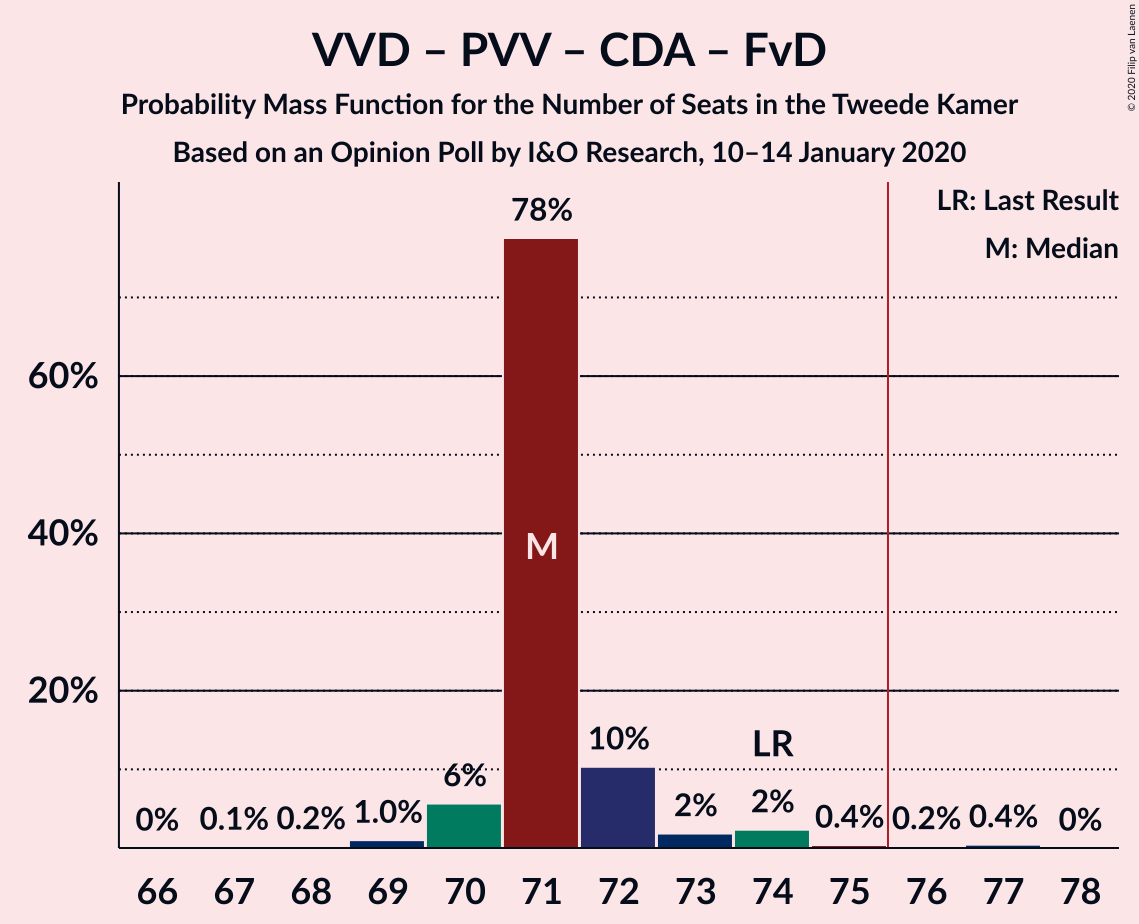 VVD – PVV – CDA – FvD
Probability Mass Function for the Number of Seats in the Tweede Kamer
Based on an Opinion Poll by I&O Research, 10–14 January 2020
© 2020 Filip van Laenen
LR: Last Result
M: Median
78%
60%
M
40%
20%
LR
10%
6%
0% 0.1% 0.2% 1.0% 2% 2% 0.4% 0.2% 0.4% 0%
66 67 68 69 70 71 72 73 74 75 76 77 78